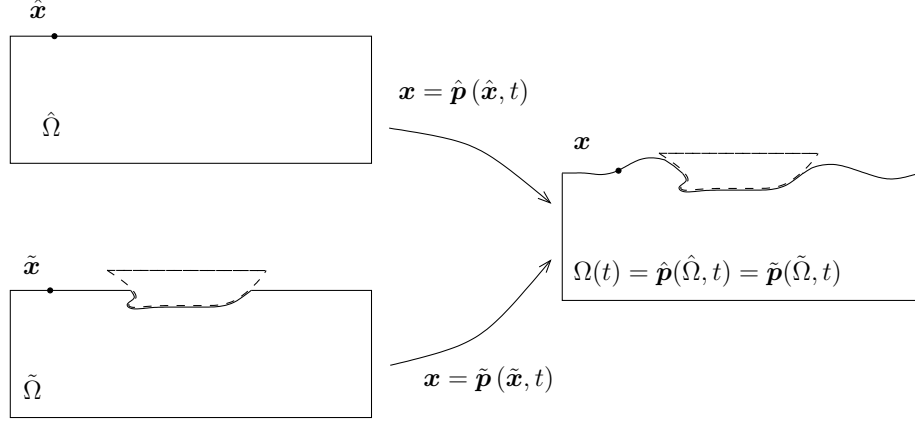 x̂
x = p̂ (x̂, t)
Ω̂
x
x̃
Ω(t) = p̂(Ω̂, t) = p̃(Ω̃, t)
x = p̃ (x̃, t)
Ω̃